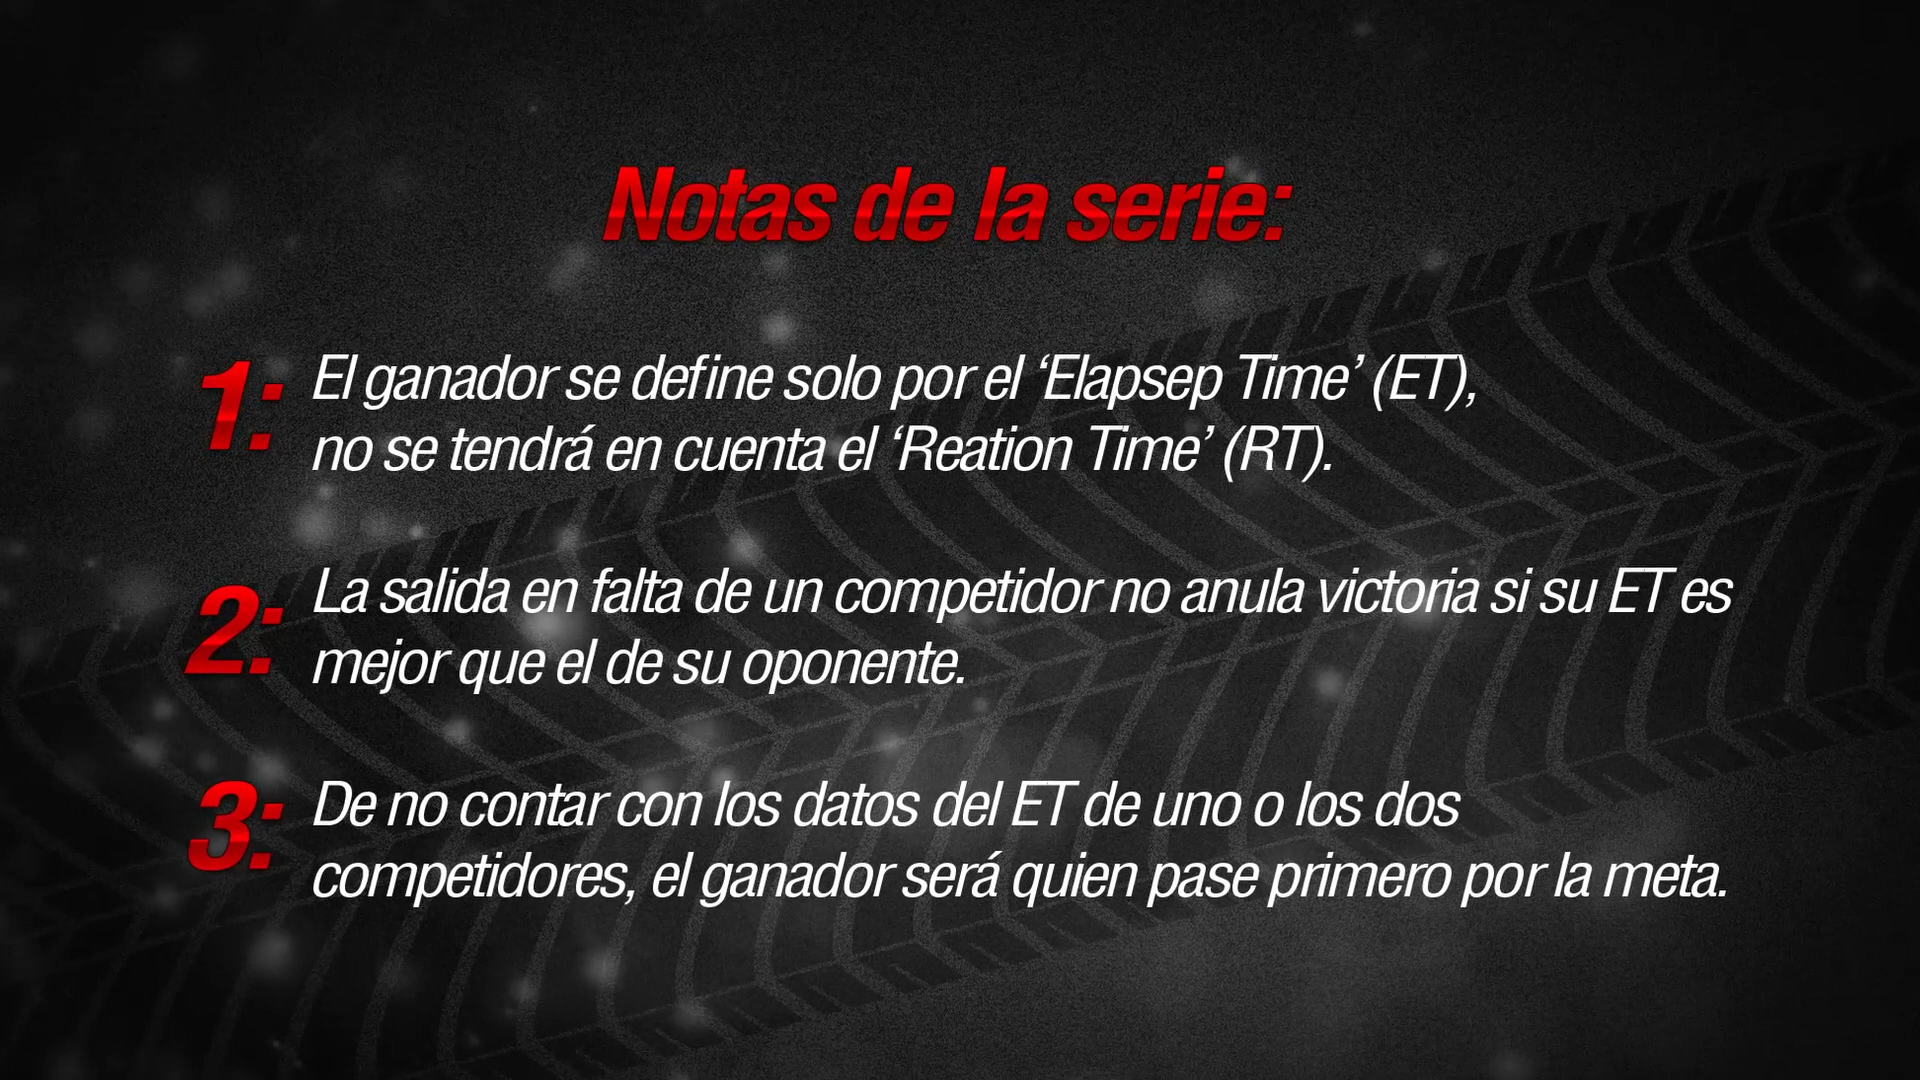 Notas de la serie:
1: El ganador se define solo por el ‘Elapsep Time’ (ET),
no se tendrá en cuenta el ‘Reation Time’ (RT).
2: La salida en falta de un competidor no anula victoria si su ET es
mejor que el de su oponente.
3: De no contar con los datos del ET de uno o los dos
competidores, el ganador será quien pase primero por la meta.